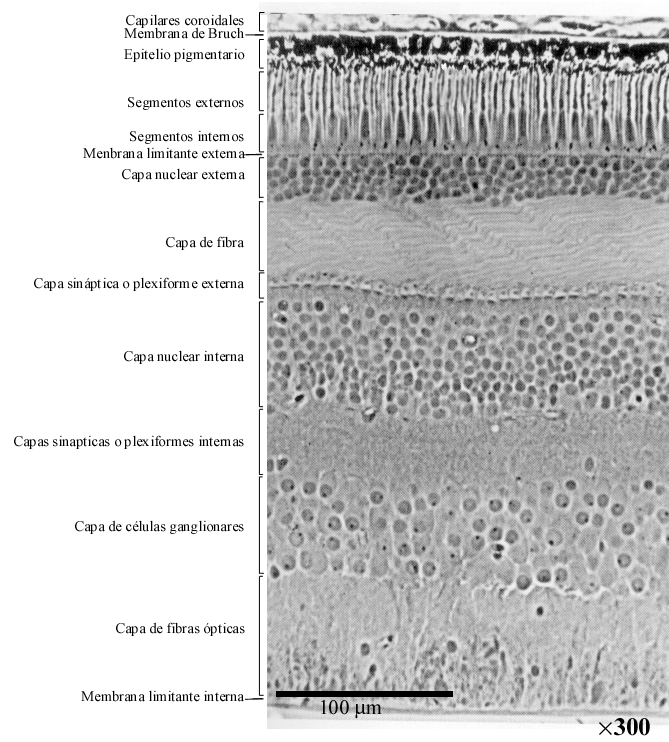 Capilares coroidales
Membrana de Bruch
Epitelio pigmentario
Segmentos externos
Segmentos internos
Menbrana limitante externa
Capa nuclear externa
Capa de fibra
Capa sináptica o plexiforme externa
Capa nuclear interna
Capas sinapticas o plexiformes internas
Capa de células ganglionares
Capa de fibras ópticas
Membrana limitante interna
100 µm
×300